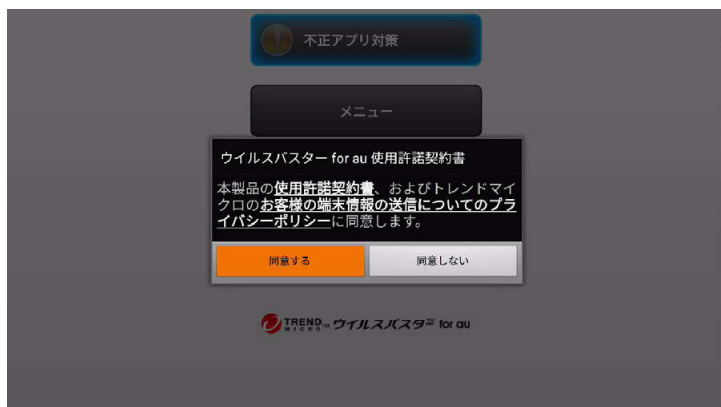 不正アプリ対策
メニュー
ウイルスバスター for au 使用許諾契約書
本製品の使用許諾契約書、およびトレンドマイ
クロのお客様の端末情報の送信についてのプラ
イバシーポリシーに同意します。
同意する
同意しない
TREND MICRO™ ウイルスバスター™ for au